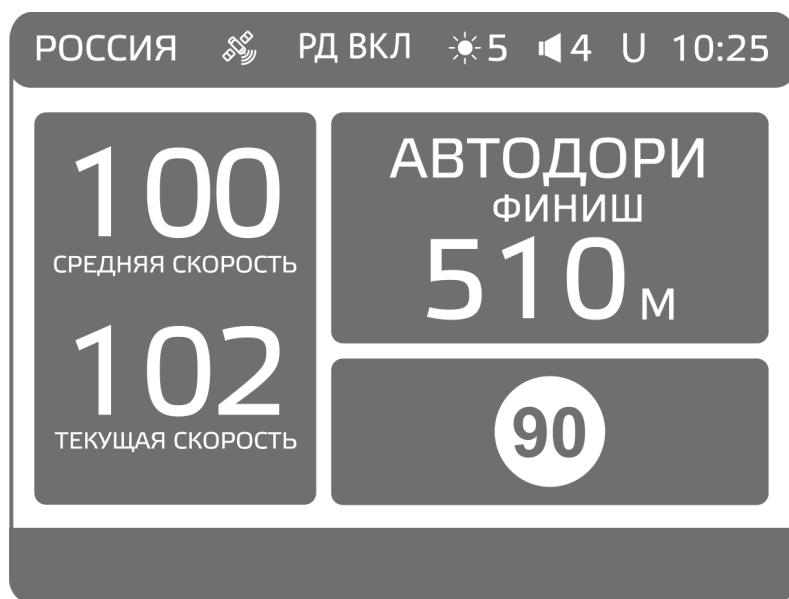 РОССИЯ РД ВКЛ 5 4 U 10:25
100
СРЕДНЯЯ СКОРОСТЬ
102
ТЕКУЩАЯ СКОРОСТЬ
АВТОДОРИ
ФИНИШ
510 м
90